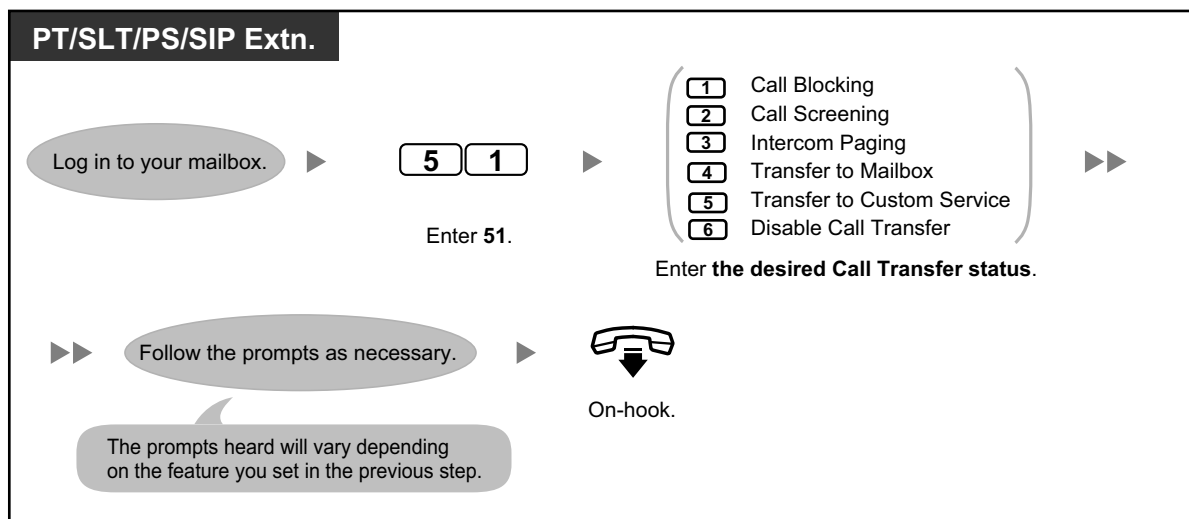 PT/SLT/PS/SIP Extn.
Log in to your mailbox.
5 1
Enter 51.
1 Call Blocking
2 Call Screening
3 Intercom Paging
4 Transfer to Mailbox
5 Transfer to Custom Service
6 Disable Call Transfer
Enter the desired Call Transfer status.
Follow the prompts as necessary.
The prompts heard will vary depending
on the feature you set in the previous step.
On-hook.